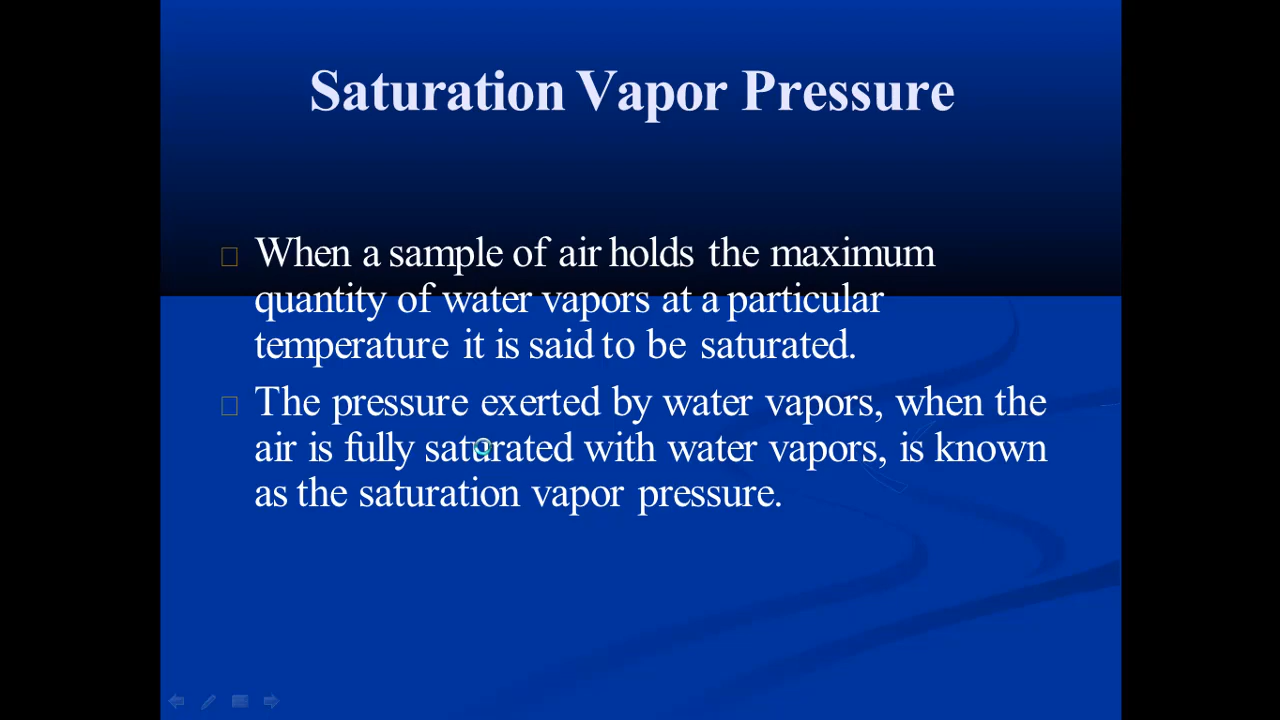 Saturation Vapor Pressure
When a sample of air holds the maximum
quantity of water vapors at a particular
temperature it is said to be saturated.
The pressure exerted by water vapors, when the
air is fully saturated with water vapors, is known
as the saturation vapor pressure.